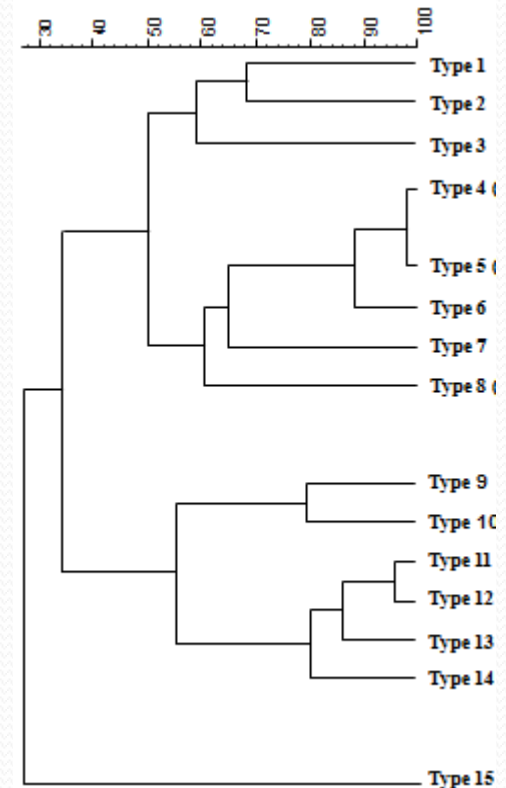 30 40 50 60 70 80 90 100
Type 1
Type 2
Type 3
Type 4 (
Type 5 (
Type 6
Type 7
Type 8 (
Type 9
Type 10
Type 11
Type 12
Type 13
Type 14
Type 15